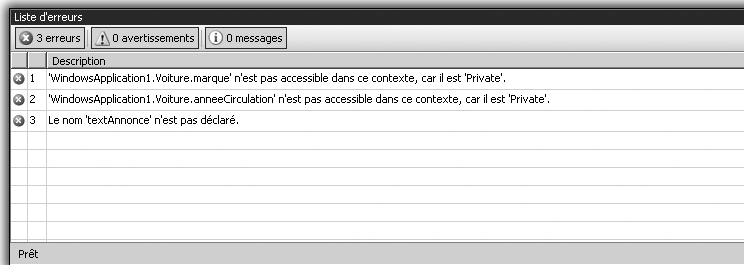 Liste d'erreurs
3 erreurs 0 avertissements 0 messages
Description
1 'WindowsApplication1.Voiture.marque' n'est pas accessible dans ce contexte, car il est 'Private'.
2 'WindowsApplication1.Voiture.anneeCirculation' n'est pas accessible dans ce contexte, car il est 'Private'.
3 Le nom 'textAnnonce' n'est pas déclaré.
Prêt